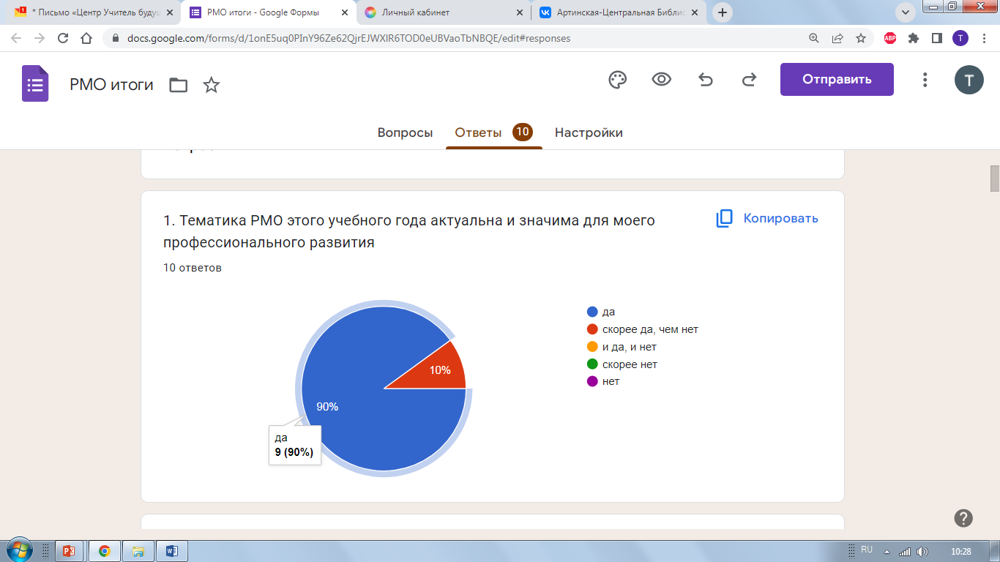 * Письмо «Центр Учитель будущ
РМО итоги - Google Формы
Личный кабинет
Артинская-Центральная Библис
docs.google.com/forms/d/1onE5uq0PInY96Ze62QjrEJWXlR6TOD0eUBVaoTbNBQE/edit#responses
ABP
T
РМО итоги
Отправить
T
Вопросы
Ответы 10
Настройки
1. Тематика РМО этого учебного года актуальна и значима для моего
профессионального развития
Копировать
10 ответов
да
скорее да, чем нет
и да, и нет
скорее нет
нет
10%
90%
да
9 (90%)
RU
10:28